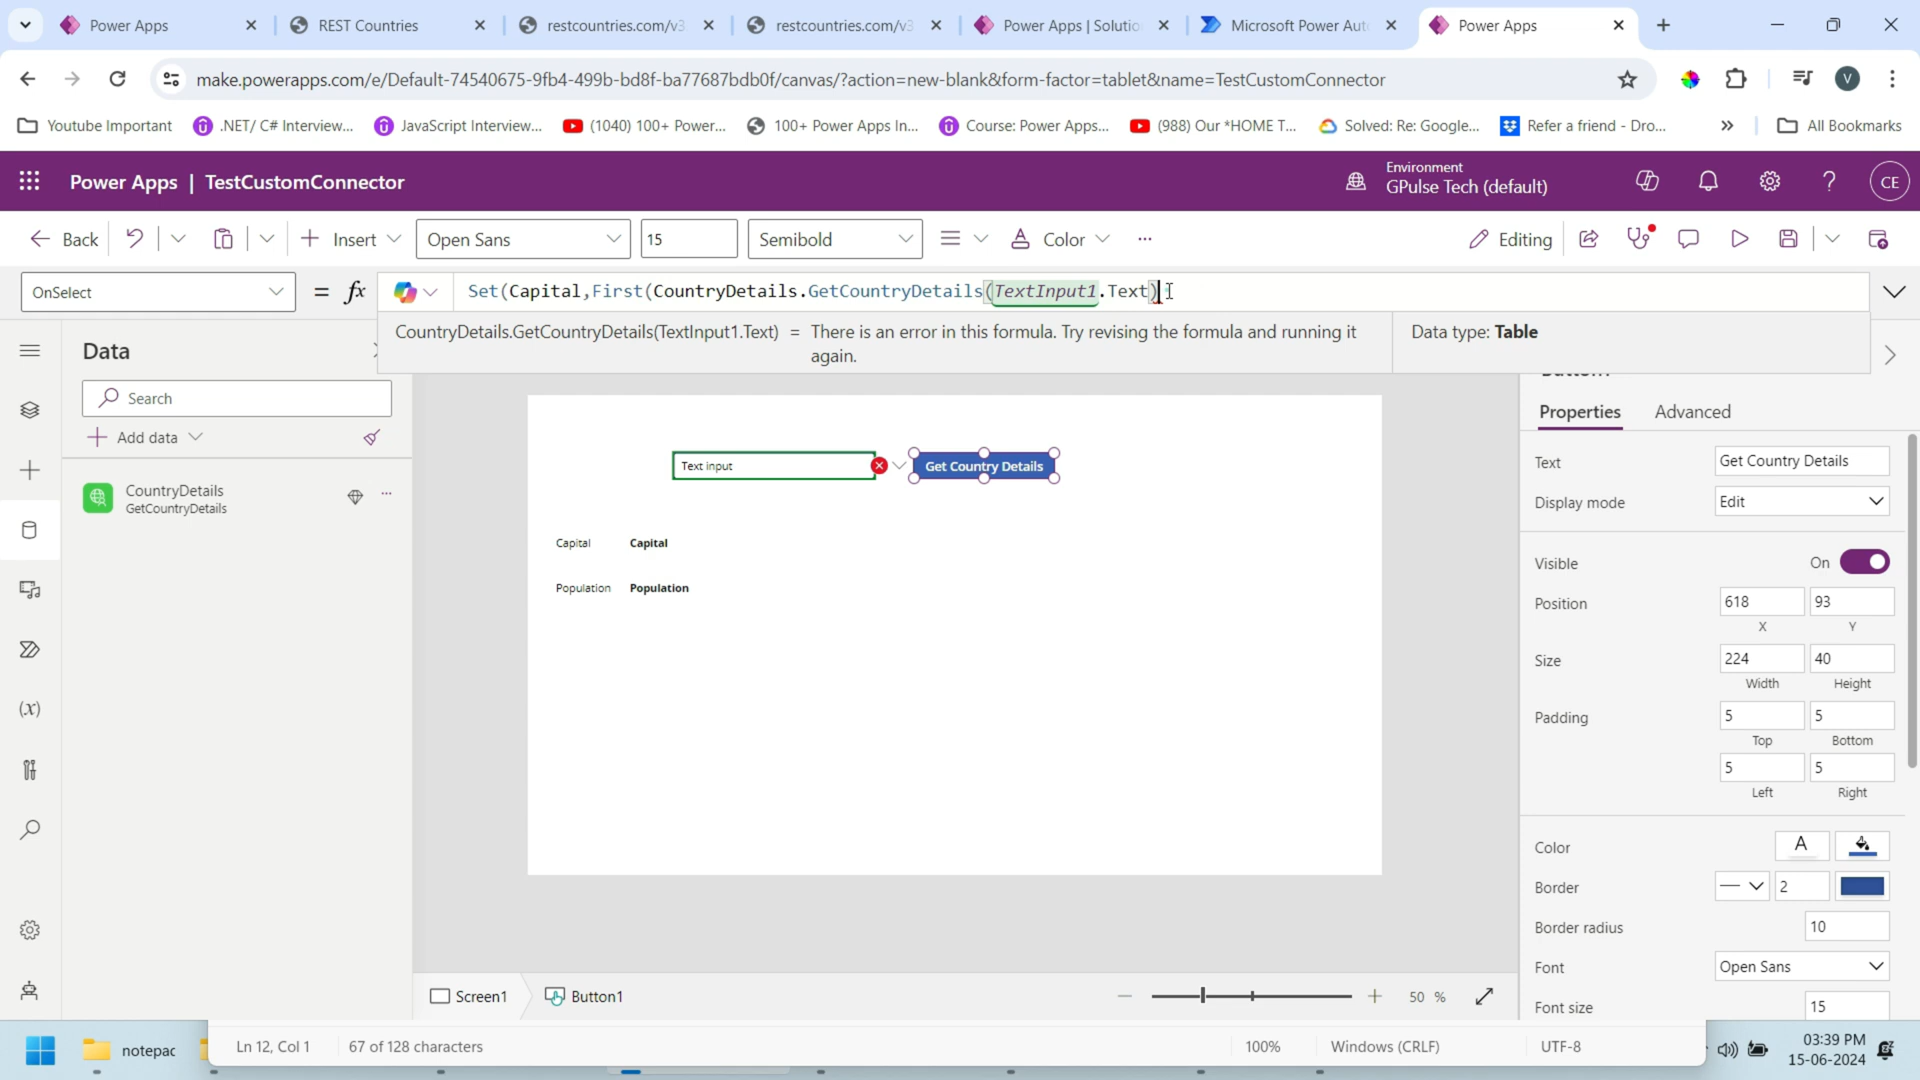 Power Apps
REST Countries
restcountries.com/v3
restcountries.com/v3
Power Apps | Solutio
Microsoft Power Aut
Power Apps
make.powerapps.com/e/Default-74540675-9fb4-499b-bd8f-ba77687bdb0f/canvas/?action=new-blank&form-factor=tablet&name=TestCustomConnector
V
Youtube Important
.NET/ C# Interview...
JavaScript Interview...
(1040) 100+ Power...
100+ Power Apps In...
Course: Power Apps...
(988) Our *HOME T...
Solved: Re: Google...
Refer a friend - Dro...
All Bookmarks
Power Apps | TestCustomConnector
Environment
GPulse Tech (default)
CE
Back
Insert
Open Sans
15
Semibold
Color
Editing
OnSelect
= fx
Set(Capital,First(CountryDetails.GetCountryDetails(TextInput1.Text)
CountryDetails.GetCountryDetails(TextInput1.Text) = There is an error in this formula. Try revising the formula and running it
again.
Data type: Table
Data
Search
Add data
CountryDetails
GetCountryDetails
Text input
Get Country Details
Capital Capital
Population Population
Button
Properties
Advanced
Text
Get Country Details
Display mode
Edit
Visible
On
Position
618
93
X
Y
Size
224
40
Width
Height
Padding
5
5
Top
Bottom
5
5
Left
Right
Color
A
Border
2
Border radius
10
Font
Open Sans
Font size
15
Screen1
Button1
50 %
notepac
Ln 12, Col 1
67 of 128 characters
100%
Windows (CRLF)
UTF-8
03:39 PM
15-06-2024